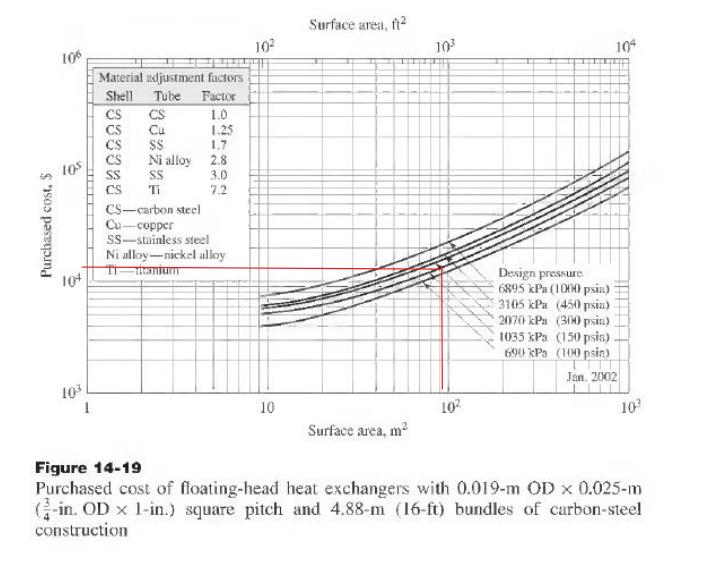 Surface area, ft²
10² 10³ 10⁴
10⁶
Material adjustment factors
Shell Tube Factor
CS CS 1.0
CS Cu 1.25
CS SS 1.7
CS Ni alloy 2.8
SS SS 3.0
CS Ti 7.2
CS—carbon steel
Cu—copper
SS—stainless steel
Ni alloy—nickel alloy
Ti—titanium
Purchased cost, $
10⁵
10⁴
10³
Design pressure
6895 kPa (1000 psia)
3105 kPa (450 psia)
2070 kPa (300 psia)
1035 kPa (150 psia)
690 kPa (100 psia)
Jan. 2002
1 10 10² 10³
Surface area, m²
Figure 14-19
Purchased cost of floating-head heat exchangers with 0.019-m OD × 0.025-m
(¾-in. OD × 1-in.) square pitch and 4.88-m (16-ft) bundles of carbon-steel
construction